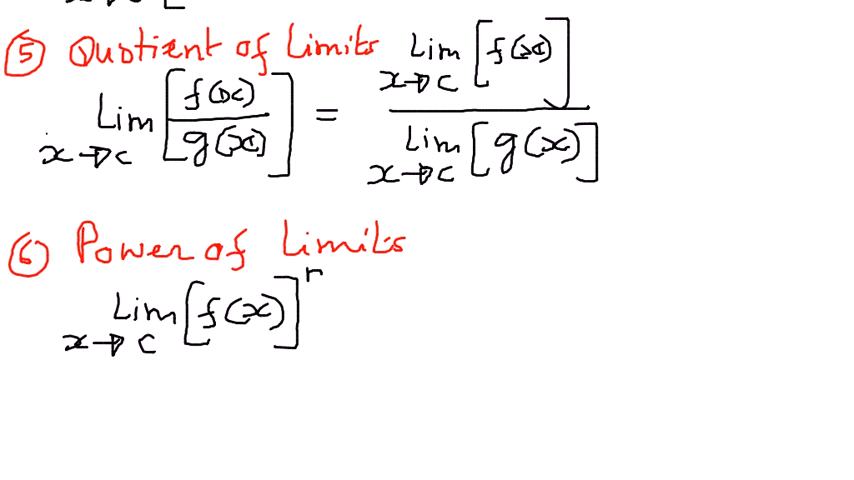 ⑤ Quotient of Limits
Lim x→c [f(x)/g(x)] = Lim x→c [f(x)] / Lim x→c [g(x)]
⑥ Power of Limits
Lim x→c [f(x)]ⁿ